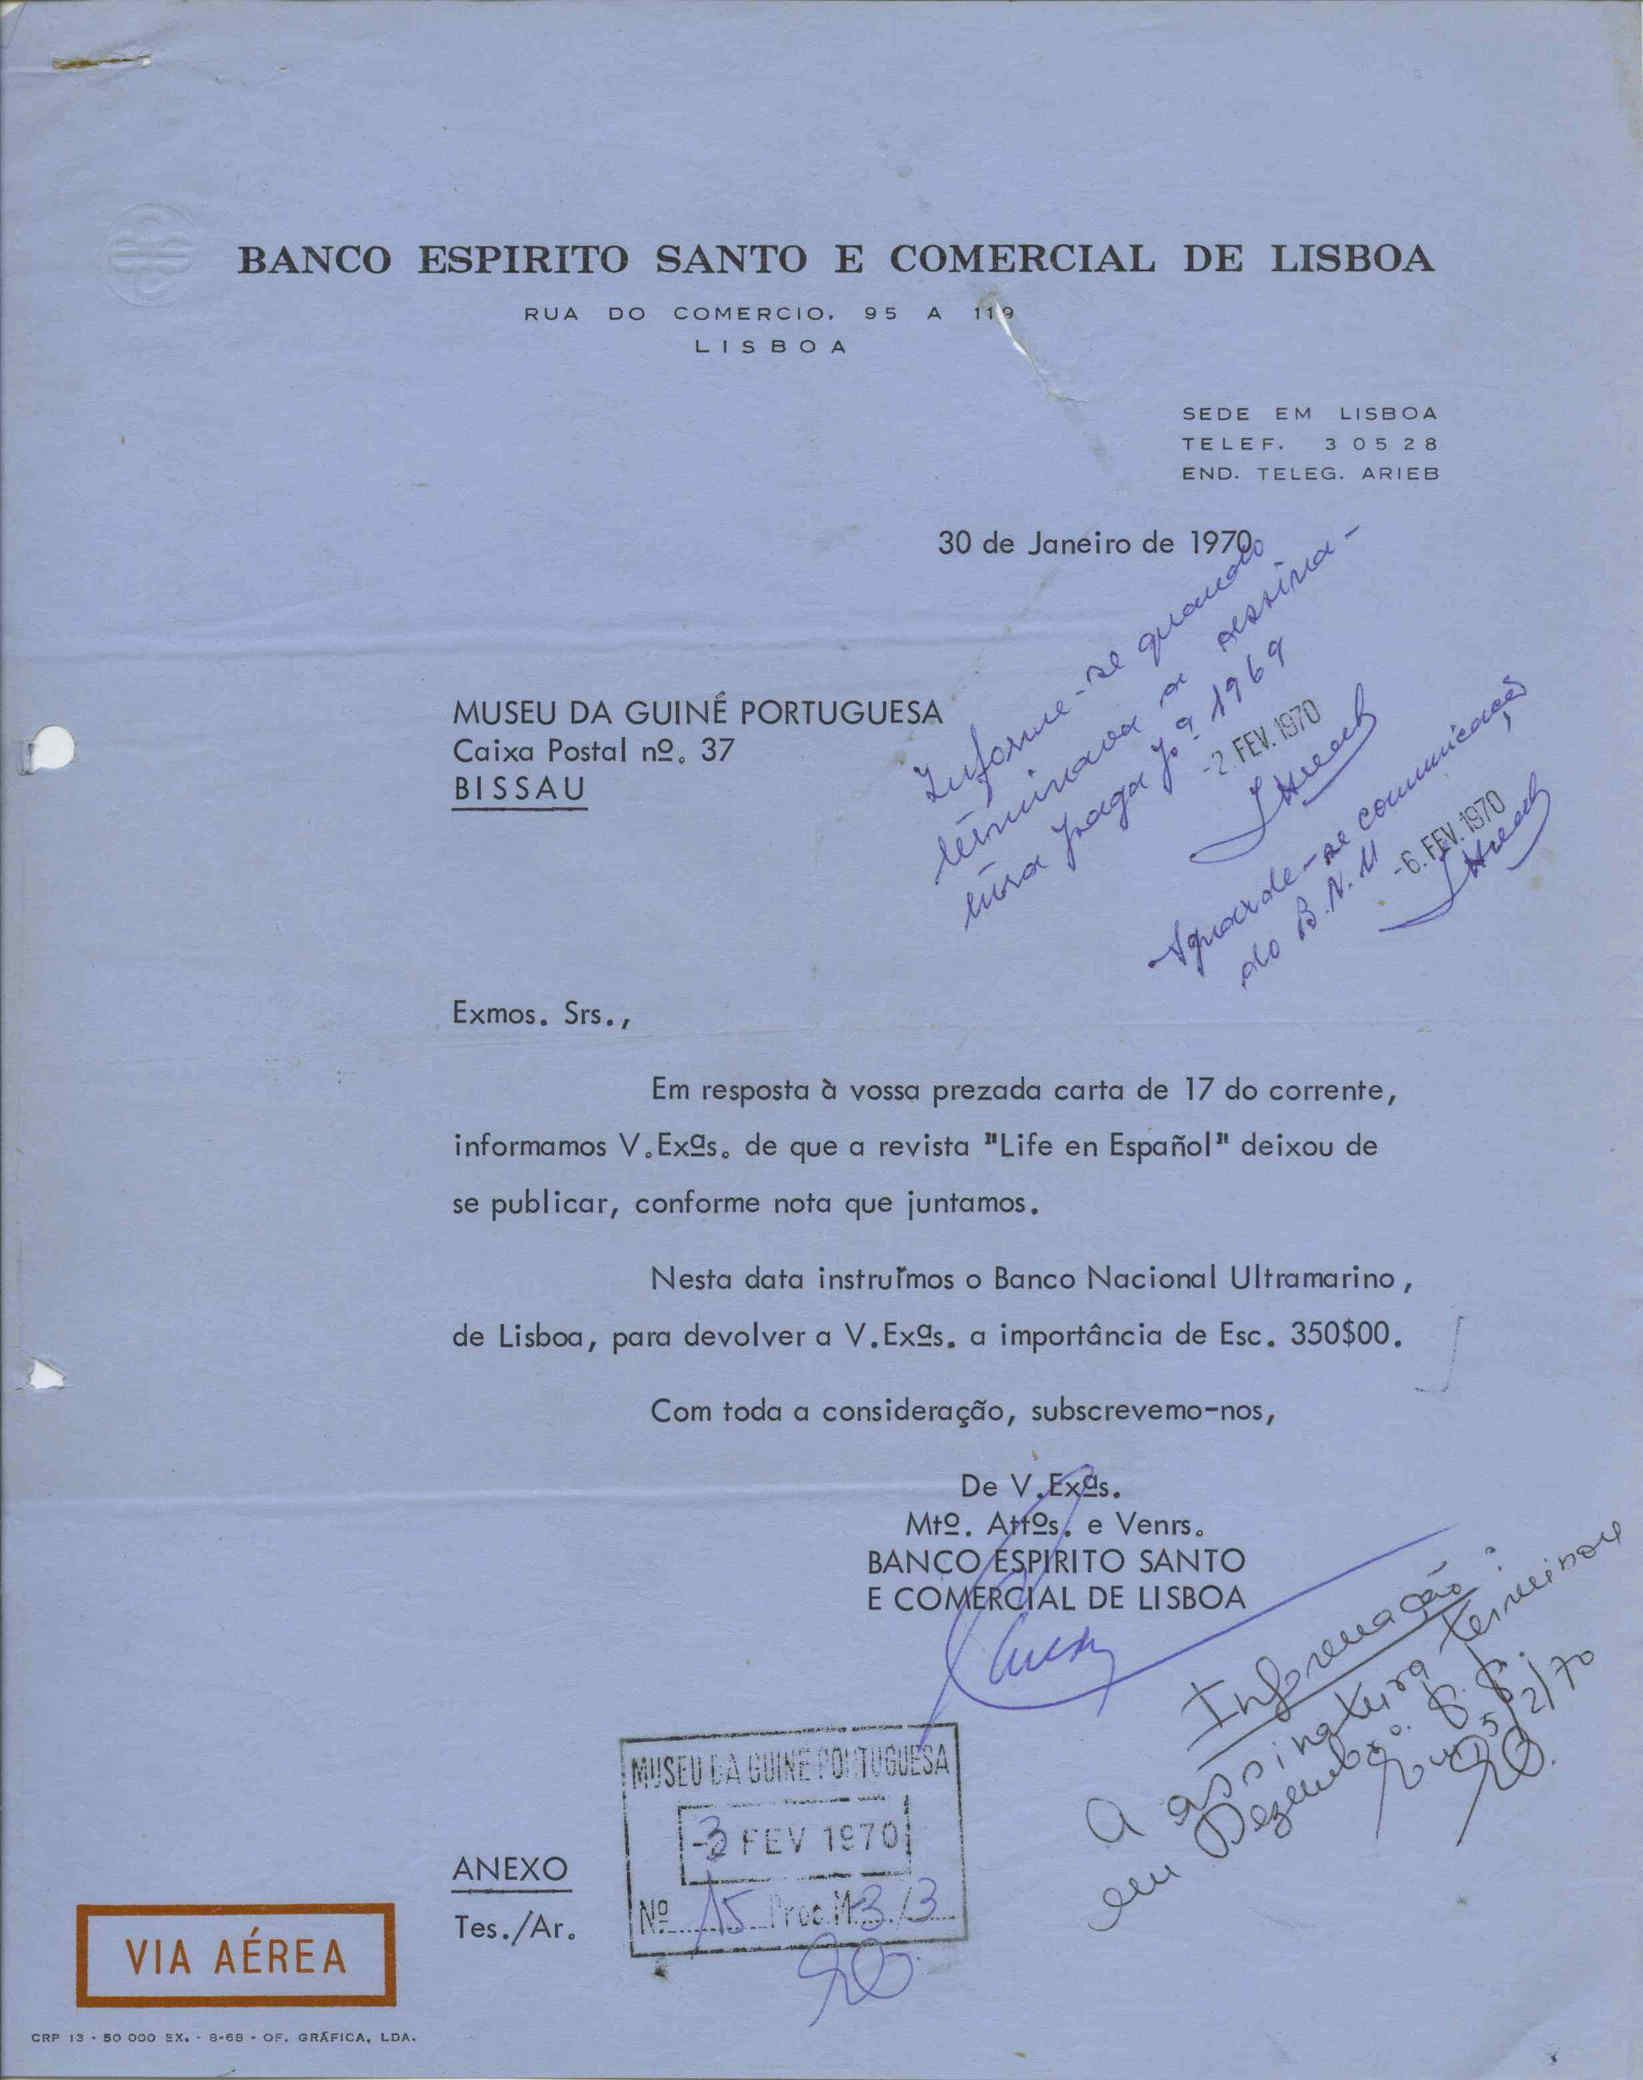 BANCO ESPIRITO SANTO E COMERCIAL DE LISBOA
RUA DO COMERCIO, 95 A 119
LISBOA
SEDE EM LISBOA
TELEF. 30528
END. TELEG. ARIEB
30 de Janeiro de 1970.
Informe-se quando
terminava a assina-
tura paga p.ª 1969
-2. FEV. 1970
MUSEU DA GUINÉ PORTUGUESA
Caixa Postal nº. 37
BISSAU
Aguarde-se comunicação
do B.N.U
-6. FEV. 1970
Exmos. Srs.,
Em resposta à vossa prezada carta de 17 do corrente,
informamos V.Exªs. de que a revista "Life en Español" deixou de
se publicar, conforme nota que juntamos.
Nesta data instruímos o Banco Nacional Ultramarino,
de Lisboa, para devolver a V.Exªs. a importância de Esc. 350$00.
Com toda a consideração, subscrevemo-nos,
De V.Exªs.
Mtº. Attºs. e Venrs.
BANCO ESPIRITO SANTO
E COMERCIAL DE LISBOA
Informação:
A assinatura terminou
em Dezembro. p.p.
5/2/70
MUSEU DA GUINÉ PORTUGUESA
-3 FEV 1970
Nº 15 Proc. M-3/3
ANEXO
Tes./Ar.
VIA AÉREA
CRP 13 - 50 000 EX. - 8-68 - OF. GRÁFICA, LDA.